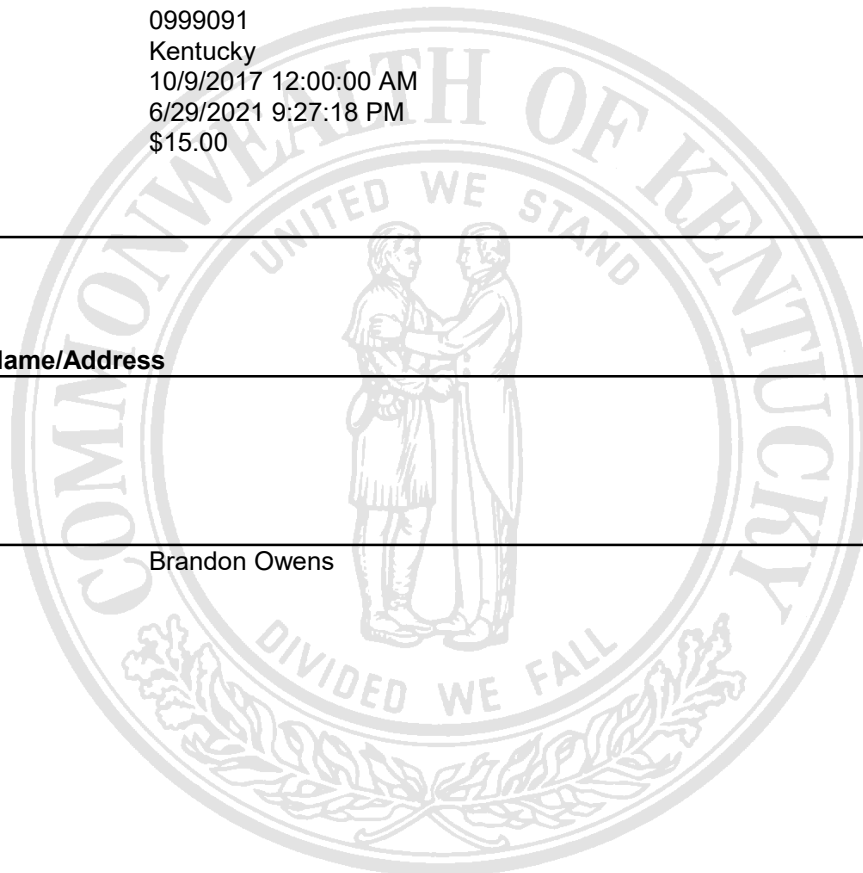 0999091
Kentucky
10/9/2017 12:00:00 AM
6/29/2021 9:27:18 PM
$15.00
COMMONWEALTH OF KENTUCKY
UNITED WE STAND
ame/Address
Brandon Owens
DIVIDED WE FALL